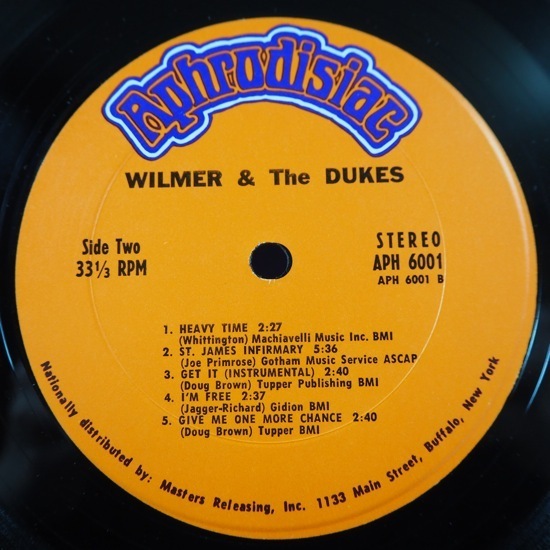 Aphrodisiac
WILMER & The DUKES
Side Two
33⅓ RPM
STEREO
APH 6001
APH 6001 B
1. HEAVY TIME 2:27
(Whittington) Machiavelli Music Inc. BMI
2. ST. JAMES INFIRMARY 5:36
(Joe Primrose) Gotham Music Service ASCAP
3. GET IT (INSTRUMENTAL) 2:40
(Doug Brown) Tupper Publishing BMI
4. I'M FREE 2:37
(Jagger-Richard) Gidion BMI
5. GIVE ME ONE MORE CHANCE 2:40
(Doug Brown) Tupper BMI
Nationally distributed by: Masters Releasing, Inc. 1133 Main Street, Buffalo, New York